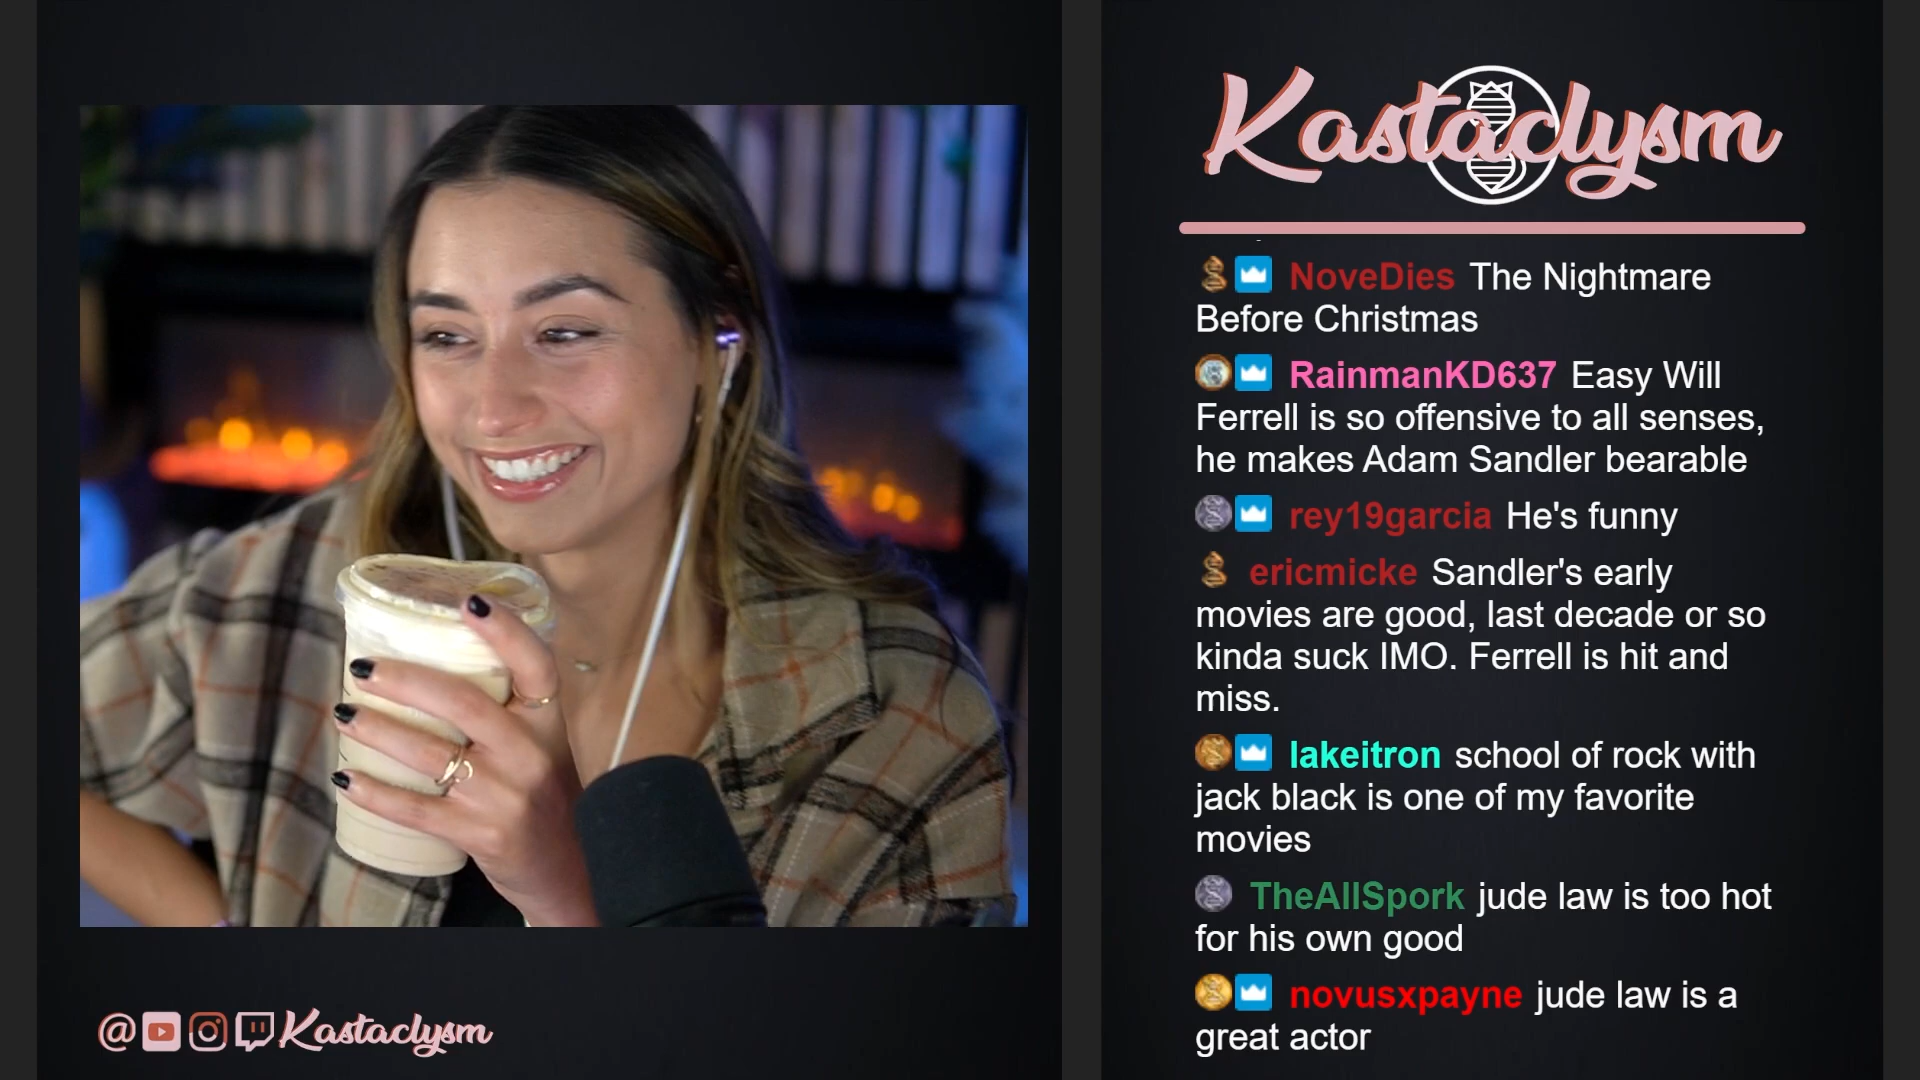 Kastaclysm
NoveDies The Nightmare
Before Christmas
RainmanKD637 Easy Will
Ferrell is so offensive to all senses,
he makes Adam Sandler bearable
rey19garcia He's funny
ericmicke Sandler's early
movies are good, last decade or so
kinda suck IMO. Ferrell is hit and
miss.
lakeitron school of rock with
jack black is one of my favorite
movies
TheAllSpork jude law is too hot
for his own good
novusxpayne jude law is a
great actor
@ Kastaclysm